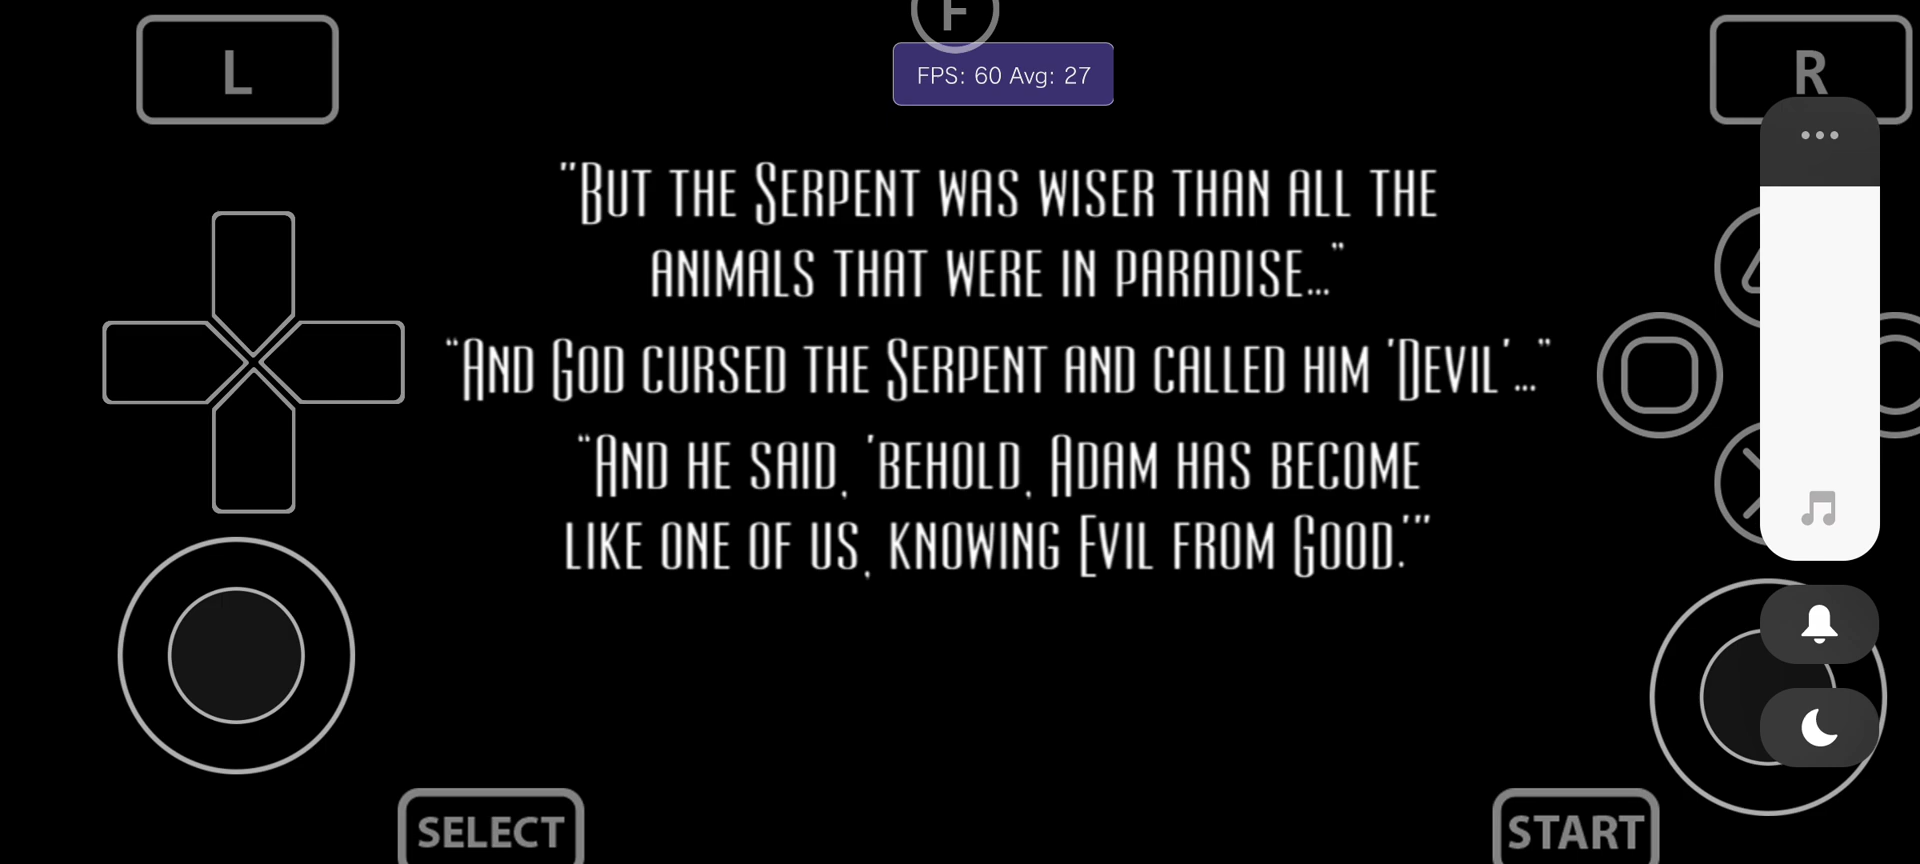 F
L
FPS: 60 Avg: 27
R
"But the Serpent was wiser than all the
animals that were in paradise..."
"And God cursed the Serpent and called him 'Devil'..."
"And he said, 'behold, Adam has become
like one of us, knowing Evil from Good.'"
SELECT
START